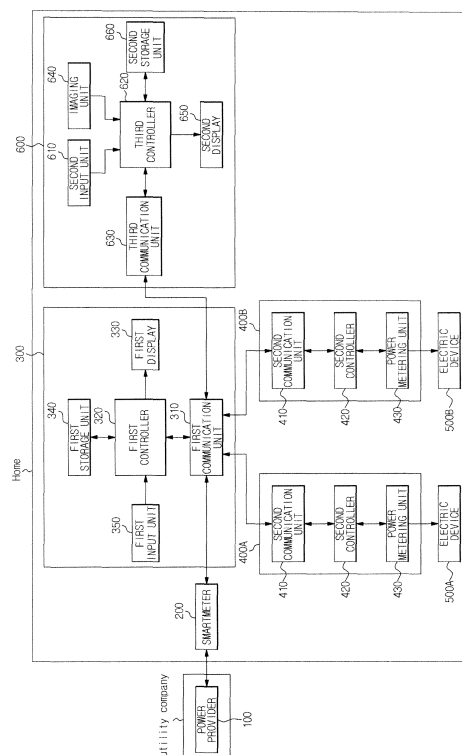 Home
600
640
IMAGING
UNIT
660
SECOND
STORAGE
UNIT
610
SECOND
INPUT UNIT
620
THIRD
CONTROLLER
650
SECOND
DISPLAY
630
THIRD
COMMUNICATION
UNIT
300
340
FIRST
STORAGE UNIT
320
FIRST
CONTROLLER
330
FIRST
DISPLAY
350
FIRST
INPUT UNIT
310
FIRST
COMMUNICATION
UNIT
400A
SECOND
COMMUNICATION
UNIT
410
SECOND
CONTROLLER
420
POWER
METERING UNIT
430
ELECTRIC
DEVICE
500A
400B
SECOND
COMMUNICATION
UNIT
410
SECOND
CONTROLLER
420
POWER
METERING UNIT
430
ELECTRIC
DEVICE
500B
200
SMARTMETER
utility company
POWER
PROVIDER
100